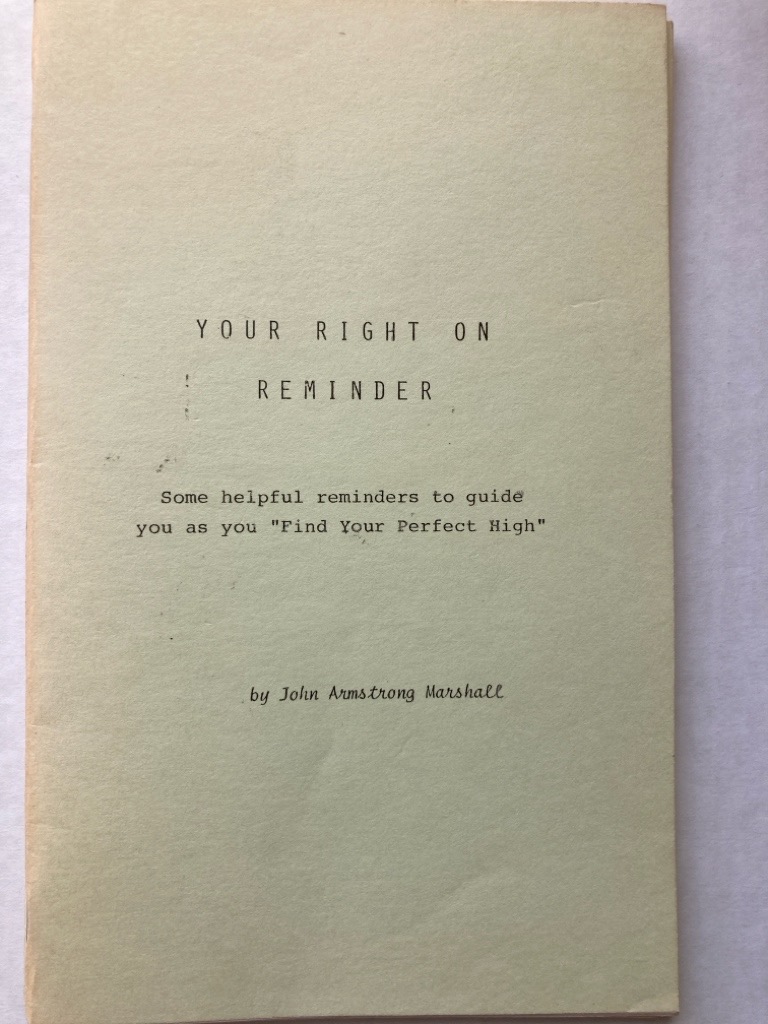 YOUR RIGHT ON
REMINDER
Some helpful reminders to guide
you as you "Find Your Perfect High"
by John Armstrong Marshall